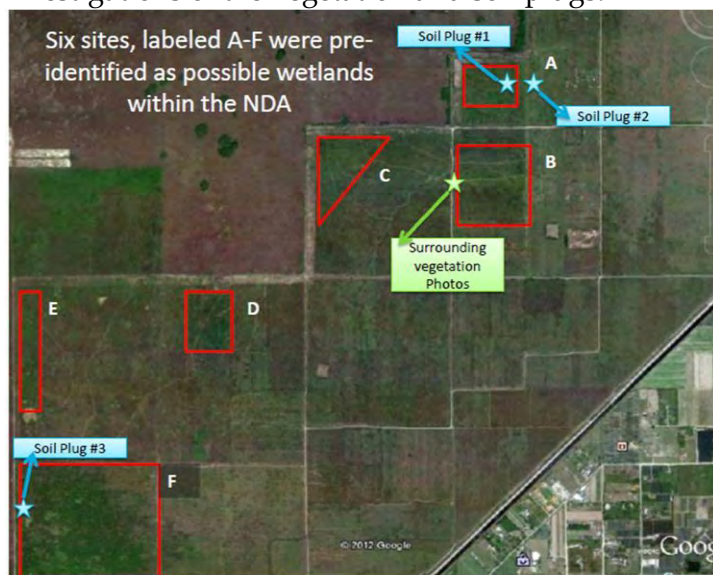 Six sites, labeled A-F were pre-
identified as possible wetlands
within the NDA
Soil Plug #1
A
Soil Plug #2
B
C
Surrounding
vegetation
Photos
E
D
Soil Plug #3
F
© 2012 Google
Goog